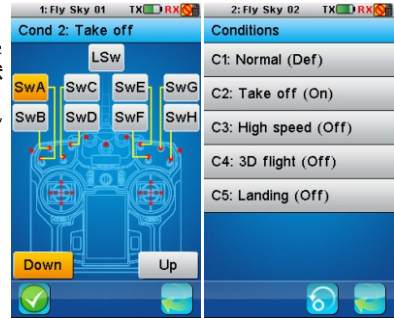 1: Fly Sky 01 TX RX
Cond 2: Take off
LSw
SwA SwC SwE SwG
SwB SwD SwF SwH
Down Up
2: Fly Sky 02 TX RX
Conditions
C1: Normal (Def)
C2: Take off (On)
C3: High speed (Off)
C4: 3D flight (Off)
C5: Landing (Off)